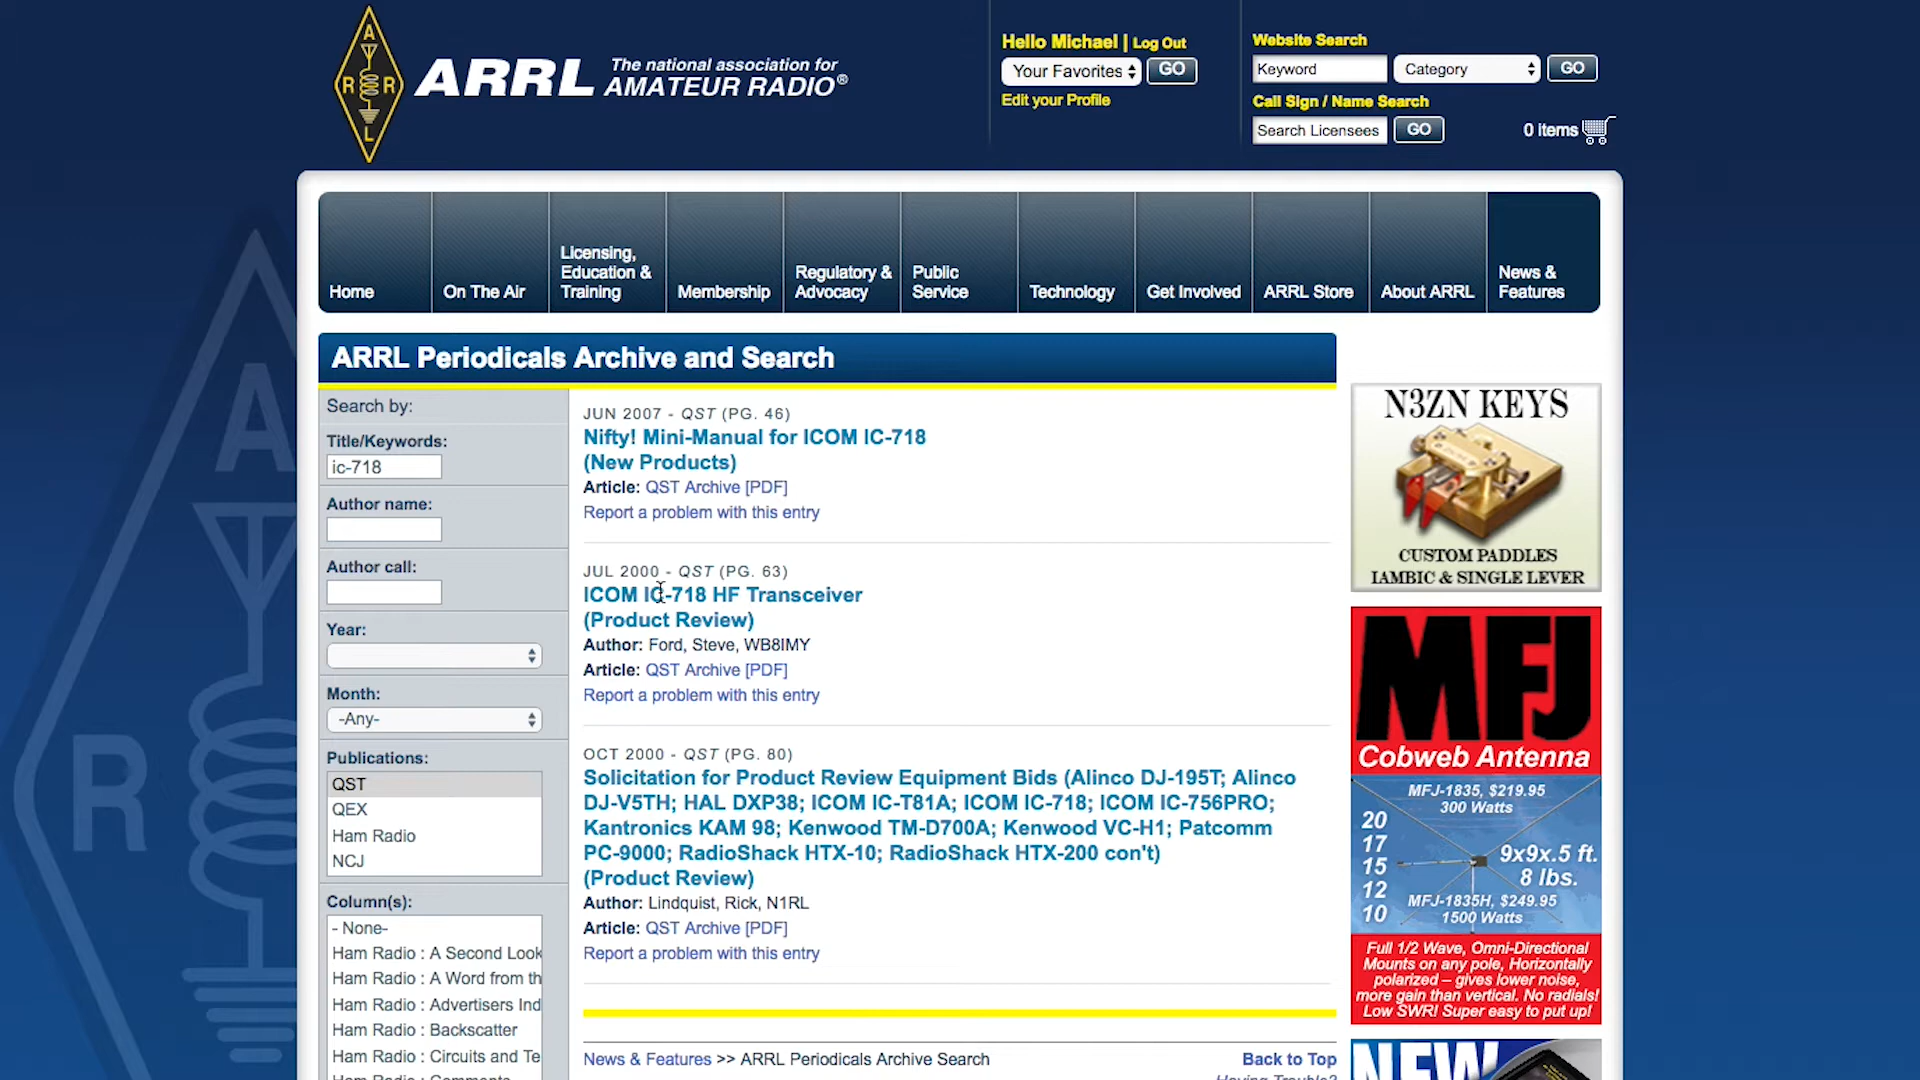 A
R R
L
ARRL The national association for
AMATEUR RADIO®
Hello Michael | Log Out
Your Favorites GO
Edit your Profile
Website Search
Keyword Category GO
Call Sign / Name Search
Search Licensees GO
0 items
Home
On The Air
Licensing,
Education &
Training
Membership
Regulatory &
Advocacy
Public
Service
Technology
Get Involved
ARRL Store
About ARRL
News &
Features
ARRL Periodicals Archive and Search
Search by:
Title/Keywords:
ic-718
Author name:
Author call:
Year:
Month:
-Any-
Publications:
QST
QEX
Ham Radio
NCJ
Column(s):
- None-
Ham Radio : A Second Look
Ham Radio : A Word from th
Ham Radio : Advertisers Ind
Ham Radio : Backscatter
Ham Radio : Circuits and Te
JUN 2007 - QST (PG. 46)
Nifty! Mini-Manual for ICOM IC-718
(New Products)
Article: QST Archive [PDF]
Report a problem with this entry
JUL 2000 - QST (PG. 63)
ICOM IC-718 HF Transceiver
(Product Review)
Author: Ford, Steve, WB8IMY
Article: QST Archive [PDF]
Report a problem with this entry
OCT 2000 - QST (PG. 80)
Solicitation for Product Review Equipment Bids (Alinco DJ-195T; Alinco
DJ-V5TH; HAL DXP38; ICOM IC-T81A; ICOM IC-718; ICOM IC-756PRO;
Kantronics KAM 98; Kenwood TM-D700A; Kenwood VC-H1; Patcomm
PC-9000; RadioShack HTX-10; RadioShack HTX-200 con't)
(Product Review)
Author: Lindquist, Rick, N1RL
Article: QST Archive [PDF]
Report a problem with this entry
News & Features >> ARRL Periodicals Archive Search
Back to Top
Having Trouble?
N3ZN KEYS
CUSTOM PADDLES
IAMBIC & SINGLE LEVER
MFJ
Cobweb Antenna
MFJ-1835, $219.95
300 Watts
20
17
15
12
10
9x9x.5 ft.
8 lbs.
MFJ-1835H, $249.95
1500 Watts
Full 1/2 Wave, Omni-Directional
Mounts on any pole, Horizontally
polarized – gives lower noise,
more gain than vertical. No radials!
Low SWR! Super easy to put up!
NEW
A
R